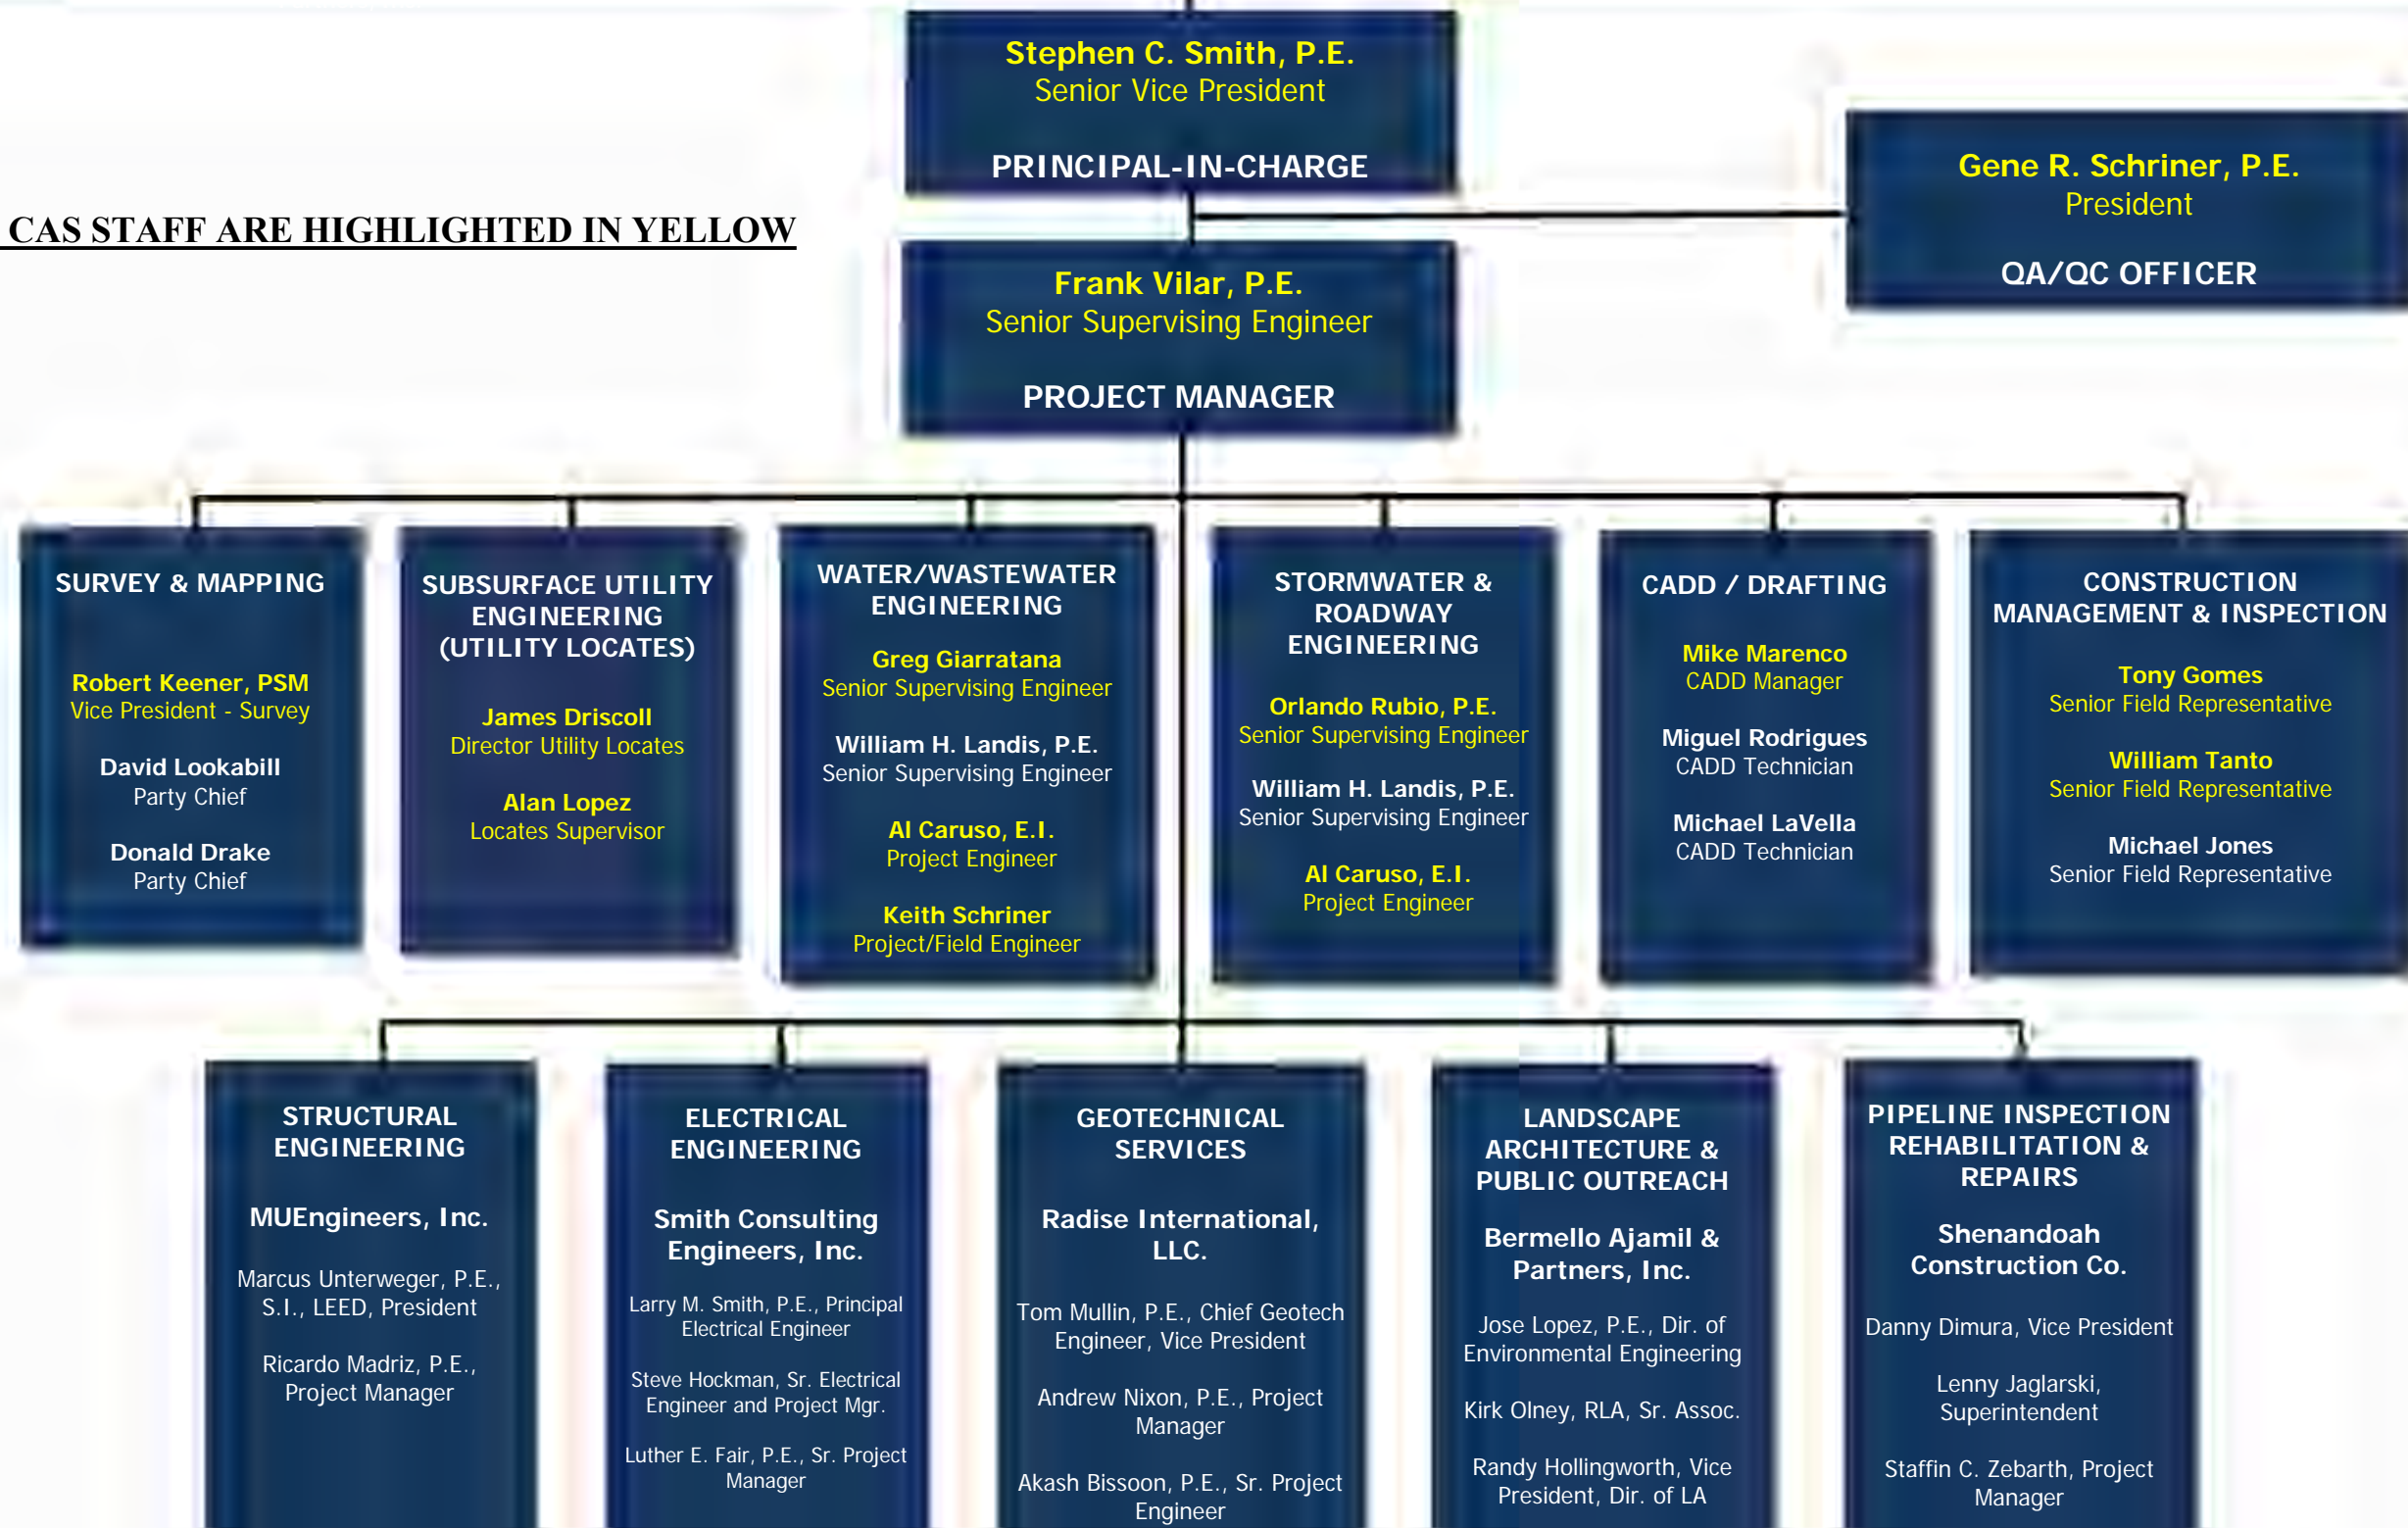 Stephen C. Smith, P.E.
Senior Vice President
PRINCIPAL-IN-CHARGE
Gene R. Schriner, P.E.
President
QA/QC OFFICER
CAS STAFF ARE HIGHLIGHTED IN YELLOW
Frank Vilar, P.E.
Senior Supervising Engineer
PROJECT MANAGER
SURVEY & MAPPING
Robert Keener, PSM
Vice President - Survey
David Lookabill
Party Chief
Donald Drake
Party Chief
SUBSURFACE UTILITY
ENGINEERING
(UTILITY LOCATES)
James Driscoll
Director Utility Locates
Alan Lopez
Locates Supervisor
WATER/WASTEWATER
ENGINEERING
Greg Giarratana
Senior Supervising Engineer
William H. Landis, P.E.
Senior Supervising Engineer
Al Caruso, E.I.
Project Engineer
Keith Schriner
Project/Field Engineer
STORMWATER &
ROADWAY
ENGINEERING
Orlando Rubio, P.E.
Senior Supervising Engineer
William H. Landis, P.E.
Senior Supervising Engineer
Al Caruso, E.I.
Project Engineer
CADD / DRAFTING
Mike Marenco
CADD Manager
Miguel Rodrigues
CADD Technician
Michael LaVella
CADD Technician
CONSTRUCTION
MANAGEMENT & INSPECTION
Tony Gomes
Senior Field Representative
William Tanto
Senior Field Representative
Michael Jones
Senior Field Representative
STRUCTURAL
ENGINEERING
MUEngineers, Inc.
Marcus Unterweger, P.E.,
S.I., LEED, President
Ricardo Madriz, P.E.,
Project Manager
ELECTRICAL
ENGINEERING
Smith Consulting
Engineers, Inc.
Larry M. Smith, P.E., Principal
Electrical Engineer
Steve Hockman, Sr. Electrical
Engineer and Project Mgr.
Luther E. Fair, P.E., Sr. Project
Manager
GEOTECHNICAL
SERVICES
Radise International,
LLC.
Tom Mullin, P.E., Chief Geotech
Engineer, Vice President
Andrew Nixon, P.E., Project
Manager
Akash Bissoon, P.E., Sr. Project
Engineer
LANDSCAPE
ARCHITECTURE &
PUBLIC OUTREACH
Bermello Ajamil &
Partners, Inc.
Jose Lopez, P.E., Dir. of
Environmental Engineering
Kirk Olney, RLA, Sr. Assoc.
Randy Hollingworth, Vice
President, Dir. of LA
PIPELINE INSPECTION
REHABILITATION &
REPAIRS
Shenandoah
Construction Co.
Danny Dimura, Vice President
Lenny Jaglarski,
Superintendent
Staffin C. Zebarth, Project
Manager